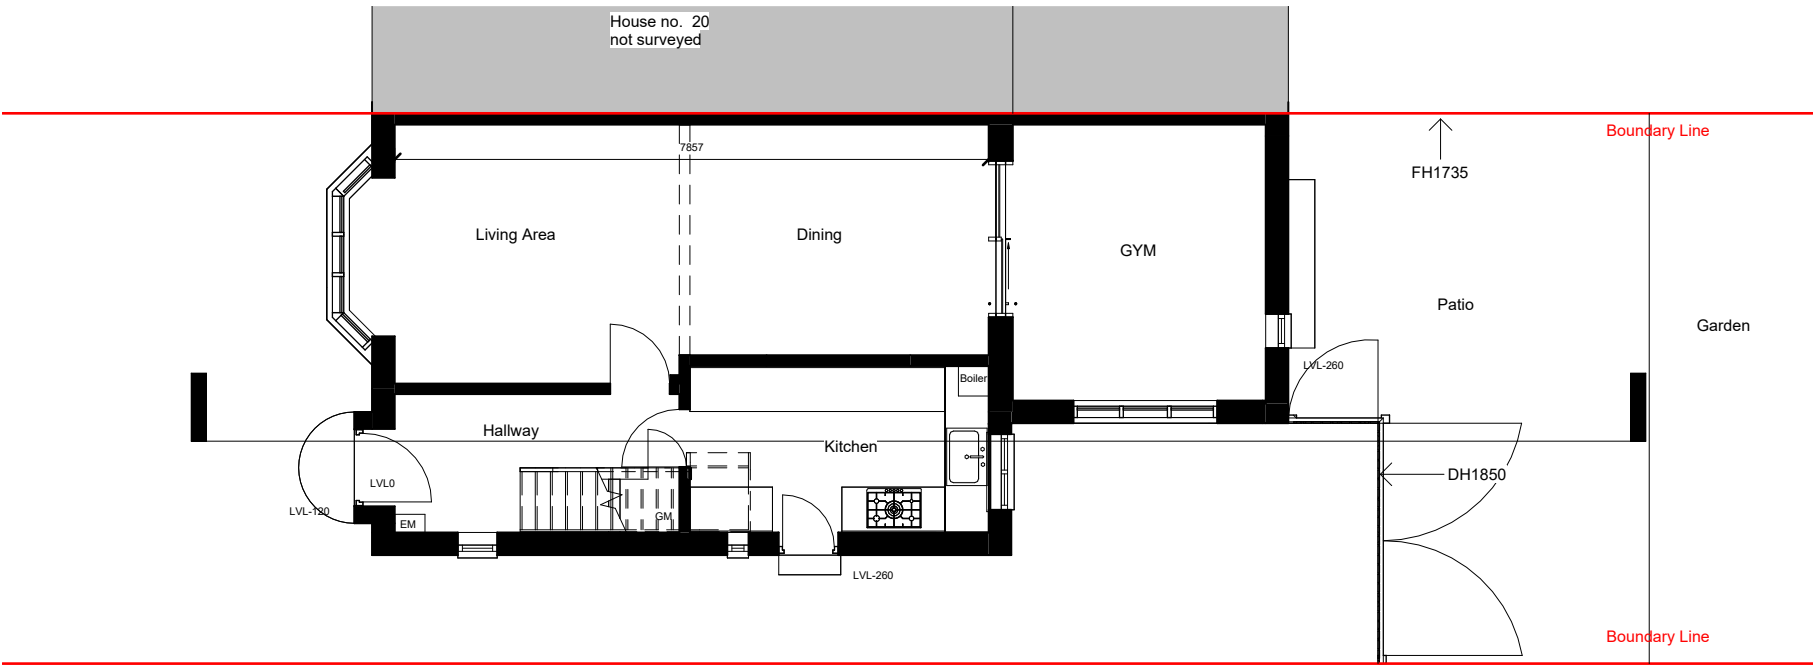 House no. 20
not surveyed
Boundary Line
7857
FH1735
Living Area
Dining
GYM
Patio
Garden
LVL-260
Boiler
Hallway
Kitchen
DH1850
LVL0
LVL-120
EM
GM
LVL-260
Boundary Line